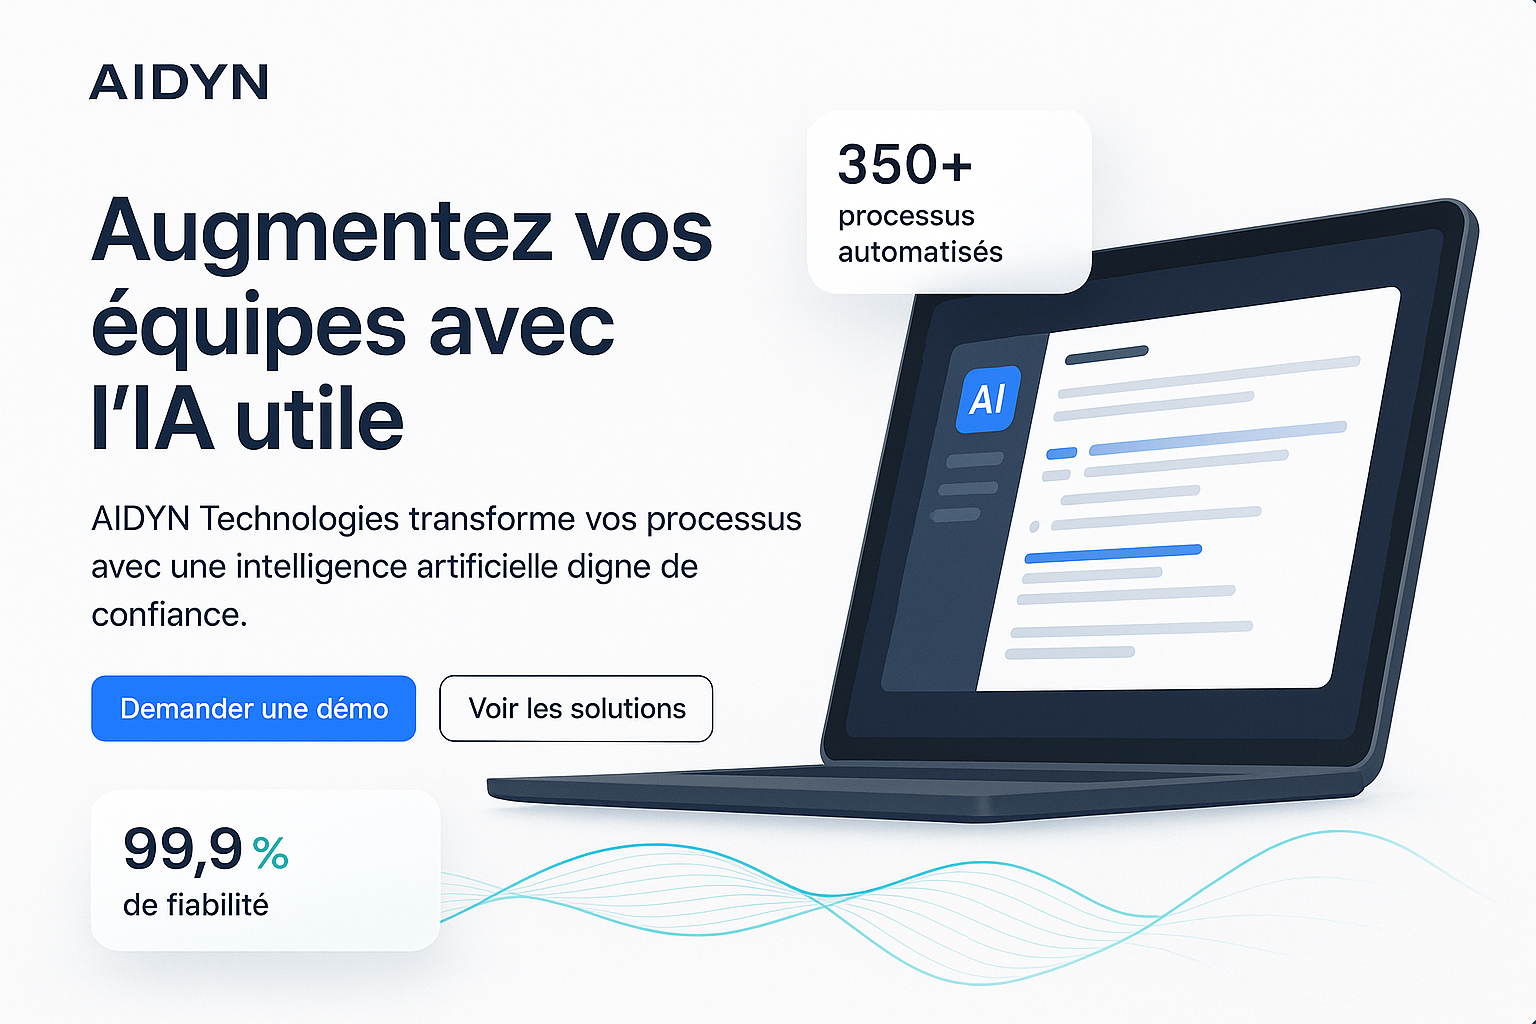 AIDYN
Augmentez vos
équipes avec
l’IA utile
AIDYN Technologies transforme vos processus
avec une intelligence artificielle digne de
confiance.
Demander une démo
Voir les solutions
99,9 %
de fiabilité
350+
processus
automatisés
AI